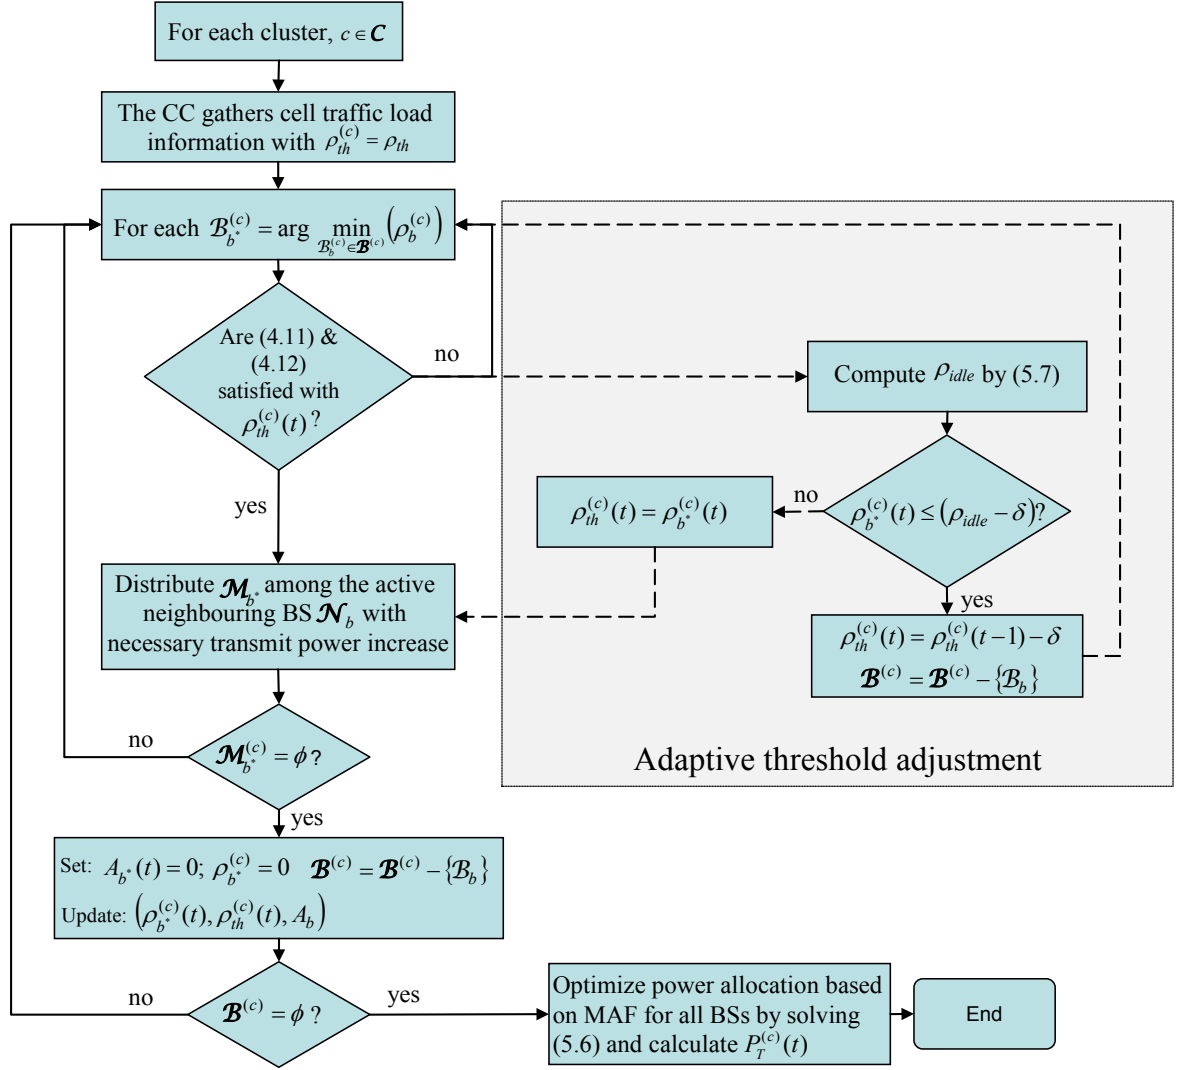 For each cluster, c ∈ 𝓒
The CC gathers cell traffic load
information with ρ_th^(c) = ρ_th
For each 𝓑_b*^(c) = arg min_{𝓑_b^(c) ∈ 𝓑^(c)} (ρ_b^(c))
Are (4.11) &
(4.12)
satisfied with
ρ_th^(c)(t) ?
no
yes
Compute ρ_idle by (5.7)
ρ_b*^(c)(t) ≤ (ρ_idle − δ)?
no
ρ_th^(c)(t) = ρ_b*^(c)(t)
yes
ρ_th^(c)(t) = ρ_th^(c)(t−1) − δ
𝓑^(c) = 𝓑^(c) − {𝓑_b}
Adaptive threshold adjustment
Distribute 𝓜_b* among the active
neighbouring BS 𝓝_b with
necessary transmit power increase
𝓜_b*^(c) = ϕ ?
no
yes
Set: A_b*(t) = 0; ρ_b*^(c) = 0 𝓑^(c) = 𝓑^(c) − {𝓑_b}
Update: (ρ_b*^(c)(t), ρ_th^(c)(t), A_b)
𝓑^(c) = ϕ ?
no
yes
Optimize power allocation based
on MAF for all BSs by solving
(5.6) and calculate P_T^(c)(t)
End